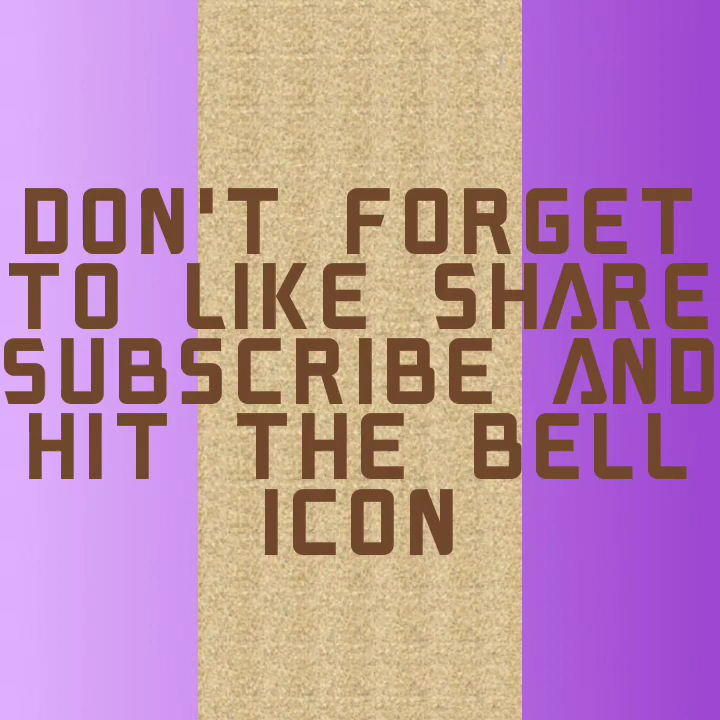 DON'T FORGET
TO LIKE SHARE
SUBSCRIBE AND
HIT THE BELL
ICON